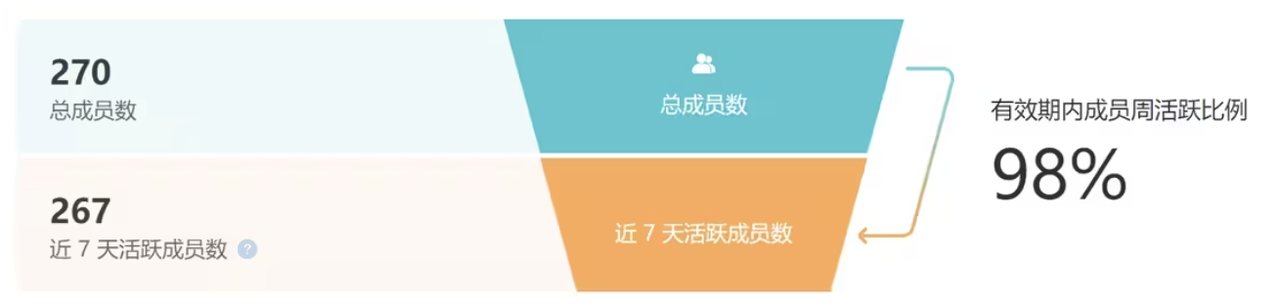 270
总成员数
总成员数
267
近 7 天活跃成员数 ?
近 7 天活跃成员数
有效期内成员周活跃比例
98%